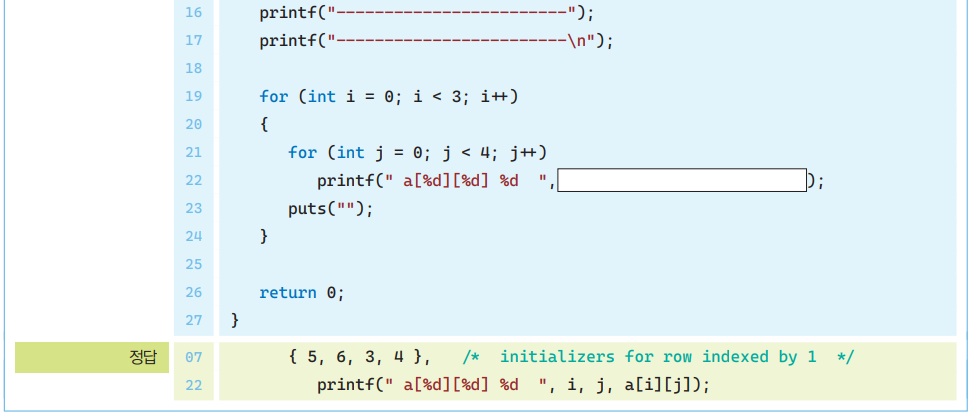 16 printf("------------------------");
17 printf("------------------------\n");
18
19 for (int i = 0; i < 3; i++)
20 {
21 for (int j = 0; j < 4; j++)
22 printf(" a[%d][%d] %d  ", );
23 puts("");
24 }
25
26 return 0;
27 }
정답 07 { 5, 6, 3, 4 },   /*  initializers for row indexed by 1  */
22 printf(" a[%d][%d] %d  ", i, j, a[i][j]);